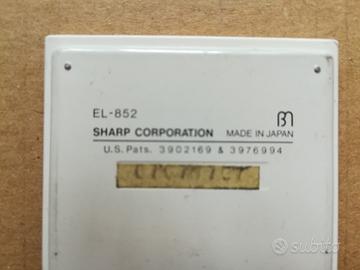 EL-852
SHARP CORPORATION MADE IN JAPAN
U.S. Pats. 3902169 & 3976994
subito